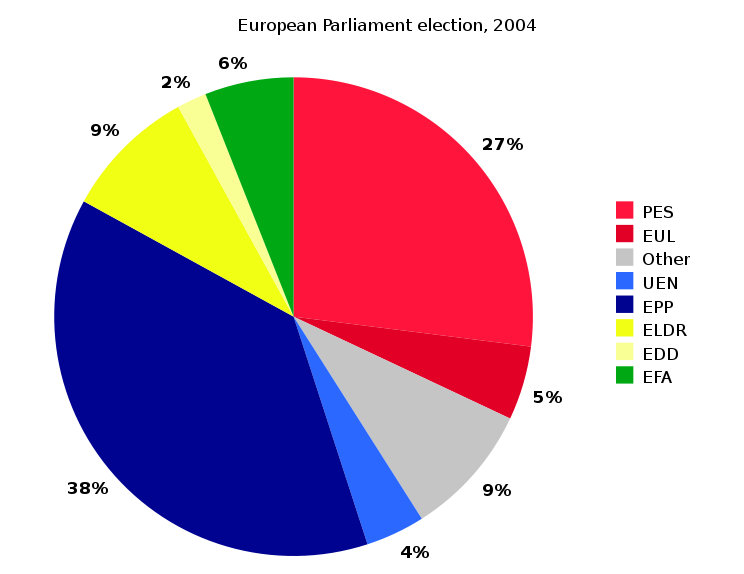 European Parliament election, 2004
6%
2%
9%
27%
PES
EUL
Other
UEN
EPP
ELDR
EDD
EFA
5%
38%
9%
4%